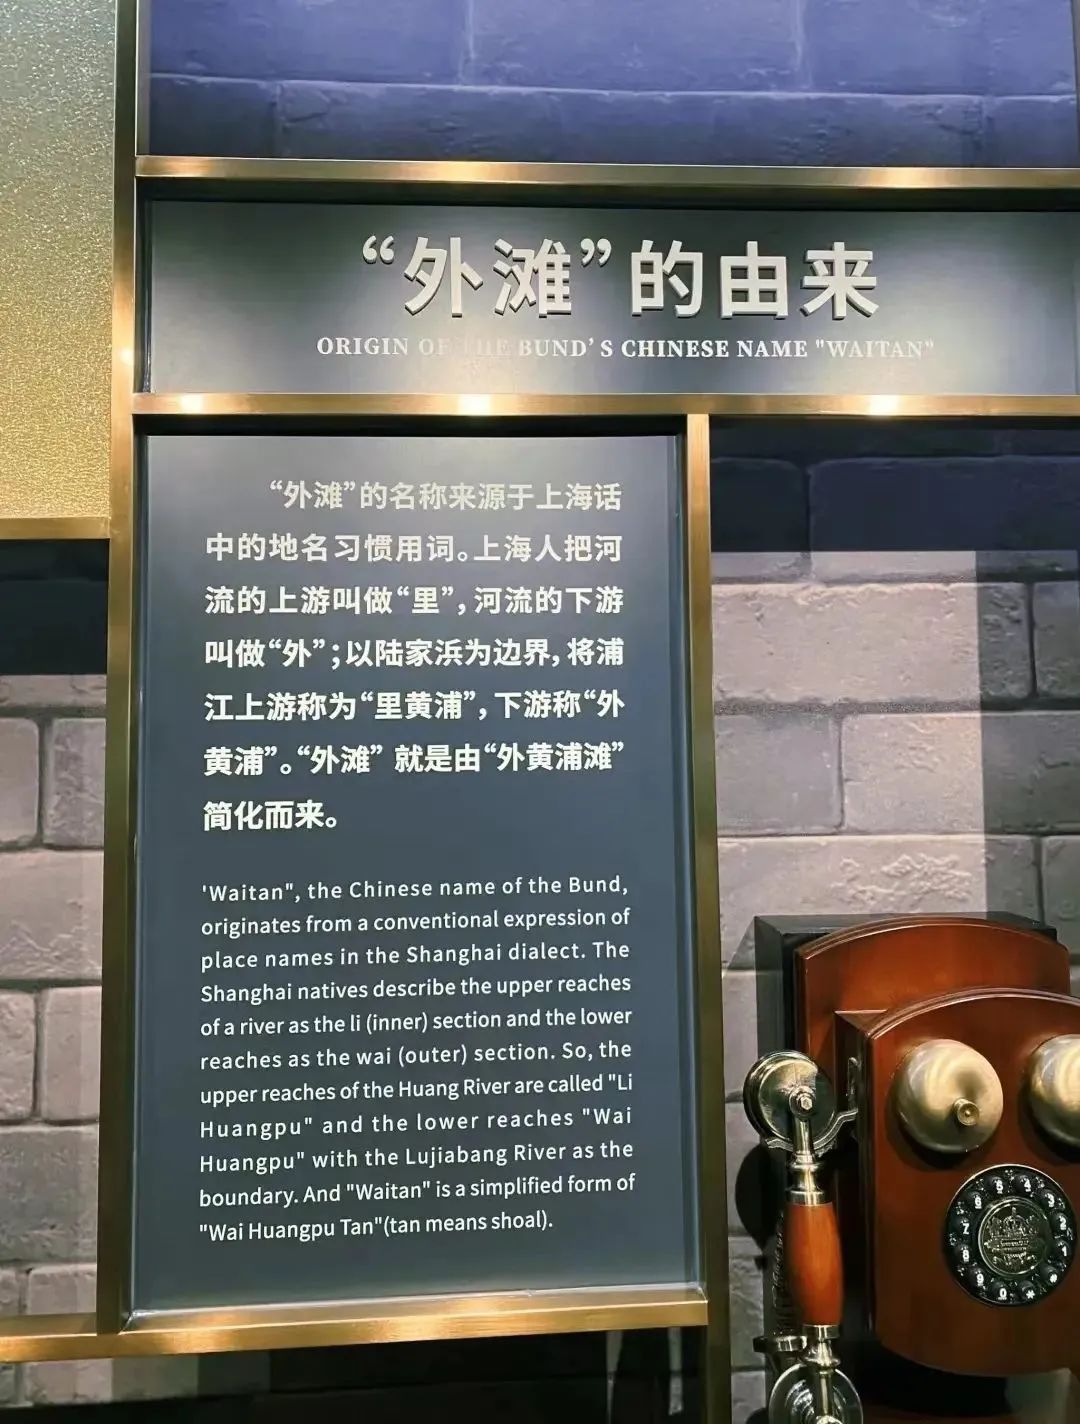 “外滩”的由来
ORIGIN OF THE BUND’S CHINESE NAME "WAITAN"
“外滩”的名称来源于上海话
中的地名习惯用词。上海人把河
流的上游叫做“里”，河流的下游
叫做“外”；以陆家浜为边界，将浦
江上游称为“里黄浦”，下游称“外
黄浦”。“外滩” 就是由“外黄浦滩”
简化而来。
'Waitan", the Chinese name of the Bund,
originates from a conventional expression of
place names in the Shanghai dialect. The
Shanghai natives describe the upper reaches
of a river as the li (inner) section and the lower
reaches as the wai (outer) section. So, the
upper reaches of the Huang River are called "Li
Huangpu" and the lower reaches "Wai
Huangpu" with the Lujiabang River as the
boundary. And "Waitan" is a simplified form of
"Wai Huangpu Tan"(tan means shoal).